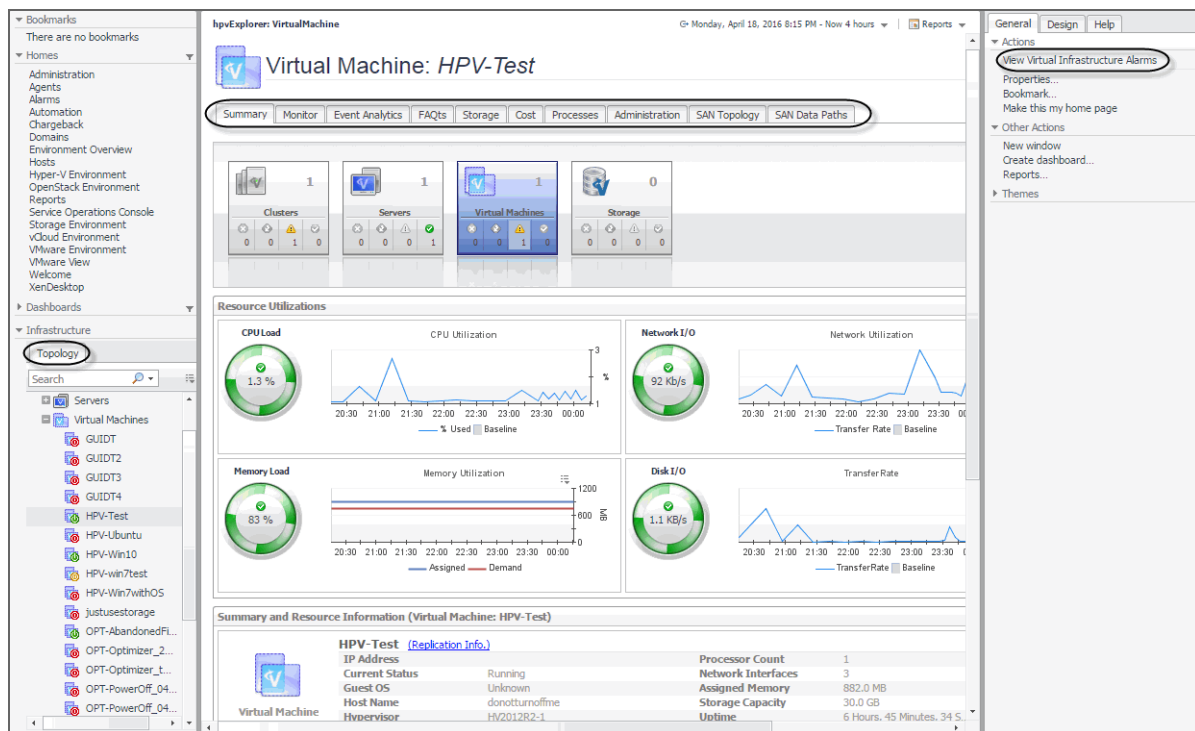 Bookmarks
There are no bookmarks
Homes
Administration
Agents
Alarms
Automation
Chargeback
Domains
Environment Overview
Hosts
Hyper-V Environment
OpenStack Environment
Reports
Service Operations Console
Storage Environment
vCloud Environment
VMware Environment
VMware View
Welcome
XenDesktop
Dashboards
Infrastructure
Topology
Search
Servers
Virtual Machines
GUIDT
GUIDT2
GUIDT3
GUIDT4
HPV-Test
HPV-Ubuntu
HPV-Win10
HPV-win7test
HPV-Win7withOS
justusestorage
OPT-AbandonedFi...
OPT-Optimizer_2...
OPT-Optimizer_t...
OPT-PowerOff_04...
OPT-PowerOff_04...
hpvExplorer: VirtualMachine
Monday, April 18, 2016 8:15 PM - Now 4 hours
Reports
Virtual Machine: HPV-Test
Summary Monitor Event Analytics FAQts Storage Cost Processes Administration SAN Topology SAN Data Paths
1 1 1 0
Clusters Servers Virtual Machines Storage
0 0 1 0 0 0 0 1 0 0 1 0 0 0 0 0
Resource Utilizations
CPU Load
1.3 %
CPU Utilization
3
%
1
20:30 21:00 21:30 22:00 22:30 23:00 23:30 00:00
% Used Baseline
Network I/O
92 Kb/s
Network Utilization
20:30 21:00 21:30 22:00 22:30 23:00 23:30 0(
Transfer Rate Baseline
Memory Load
83 %
Memory Utilization
1200
600
0
MB
20:30 21:00 21:30 22:00 22:30 23:00 23:30 00:00
Assigned Demand
Disk I/O
1.1 KB/s
Transfer Rate
20:30 21:00 21:30 22:00 22:30 23:00 23:30 (
TransferRate Baseline
Summary and Resource Information (Virtual Machine: HPV-Test)
Virtual Machine
HPV-Test (Replication Info.)
IP Address Processor Count 1
Current Status Running Network Interfaces 3
Guest OS Unknown Assigned Memory 882.0 MB
Host Name donotturnoffme Storage Capacity 30.0 GB
Hypervisor HV2012R2-1 Uptime 6 Hours, 45 Minutes, 34 S
General Design Help
Actions
View Virtual Infrastructure Alarms
Properties...
Bookmark...
Make this my home page
Other Actions
New window
Create dashboard...
Reports...
Themes